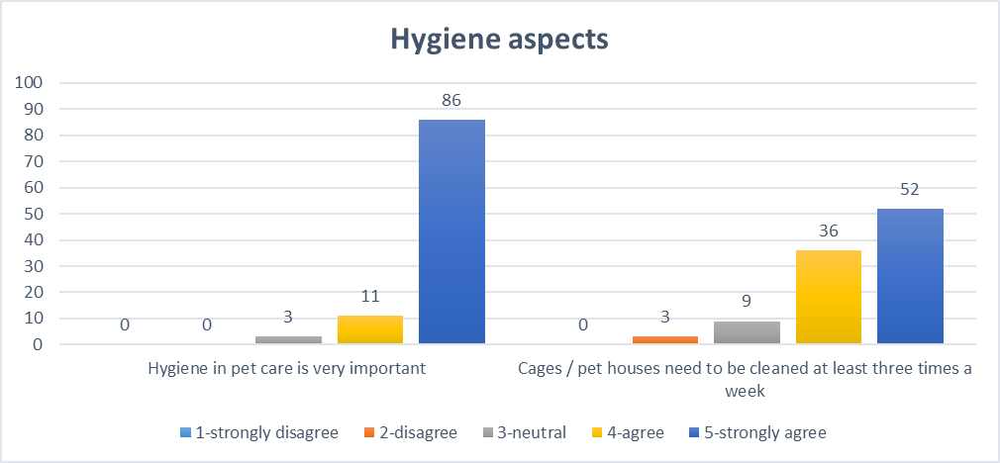 Hygiene aspects
100
90
80
70
60
50
40
30
20
10
0
0
0
3
11
86
0
3
9
36
52
Hygiene in pet care is very important
Cages / pet houses need to be cleaned at least three times a
week
1-strongly disagree
2-disagree
3-neutral
4-agree
5-strongly agree